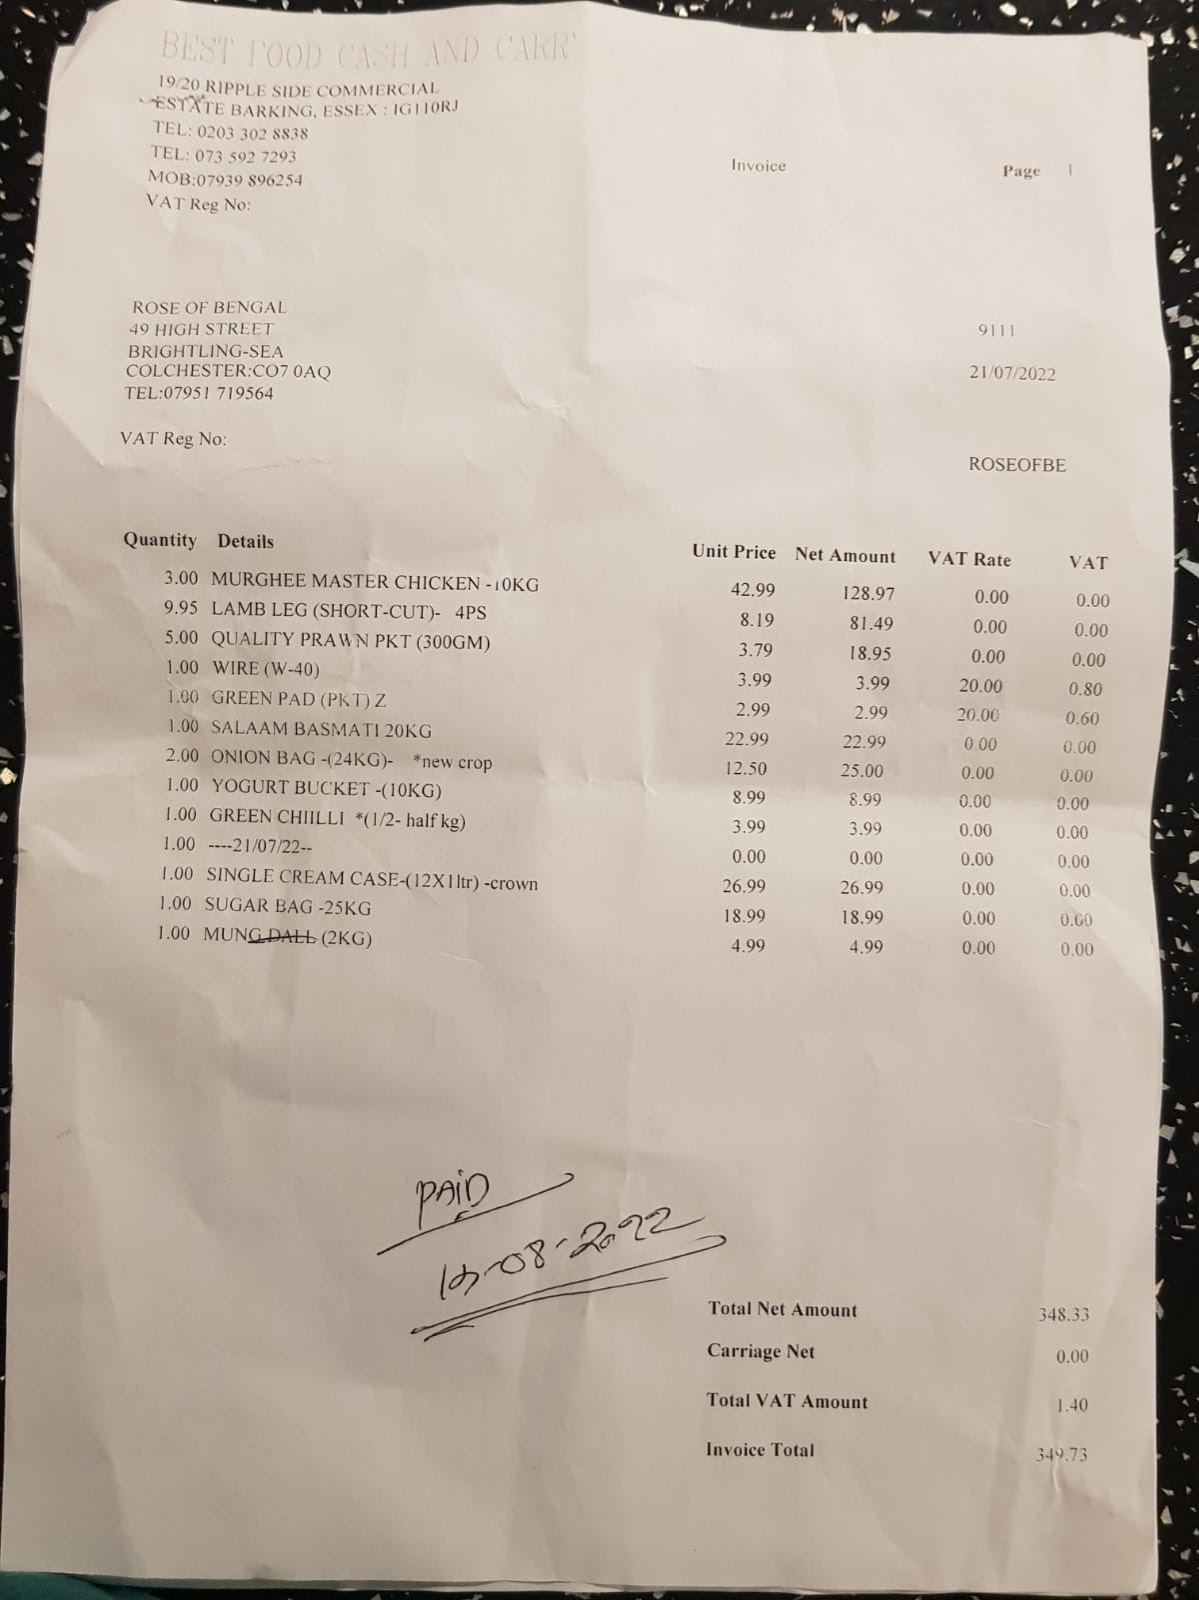 BEST FOOD CASH AND CARR
19/20 RIPPLE SIDE COMMERCIAL
ESTATE BARKING, ESSEX : IG110RJ
TEL: 0203 302 8838
TEL: 073 592 7293
MOB:07939 896254
VAT Reg No:
Invoice Page 1
ROSE OF BENGAL
49 HIGH STREET
BRIGHTLING-SEA
COLCHESTER:CO7 0AQ
TEL:07951 719564
VAT Reg No:
9111
21/07/2022
ROSEOFBE
Quantity Details Unit Price Net Amount VAT Rate VAT
3.00 MURGHEE MASTER CHICKEN -10KG 42.99 128.97 0.00 0.00
9.95 LAMB LEG (SHORT-CUT)- 4PS 8.19 81.49 0.00 0.00
5.00 QUALITY PRAWN PKT (300GM) 3.79 18.95 0.00 0.00
1.00 WIRE (W-40) 3.99 3.99 20.00 0.80
1.00 GREEN PAD (PKT) Z 2.99 2.99 20.00 0.60
1.00 SALAAM BASMATI 20KG 22.99 22.99 0.00 0.00
2.00 ONION BAG -(24KG)- *new crop 12.50 25.00 0.00 0.00
1.00 YOGURT BUCKET -(10KG) 8.99 8.99 0.00 0.00
1.00 GREEN CHIILLI *(1/2- half kg) 3.99 3.99 0.00 0.00
1.00 ----21/07/22-- 0.00 0.00 0.00 0.00
1.00 SINGLE CREAM CASE-(12X1ltr) -crown 26.99 26.99 0.00 0.00
1.00 SUGAR BAG -25KG 18.99 18.99 0.00 0.00
1.00 MUNG DALL (2KG) 4.99 4.99 0.00 0.00
PAID
Total Net Amount 348.33
Carriage Net 0.00
Total VAT Amount 1.40
Invoice Total 349.73